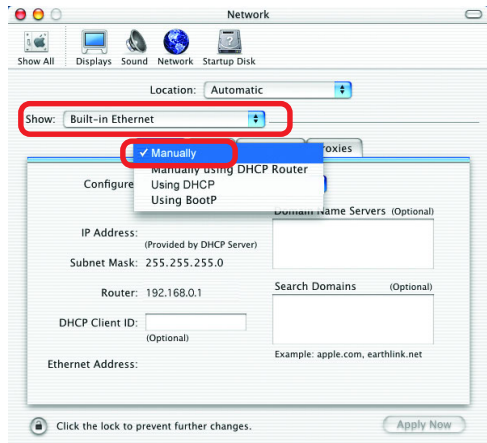 Network
Show All Displays Sound Network Startup Disk
Location: Automatic
Show: Built-in Ethernet
✓ Manually
Manually using DHCP Router
Using DHCP
Using BootP
roxies
Configure
Domain Name Servers (Optional)
IP Address:
(Provided by DHCP Server)
Subnet Mask: 255.255.255.0
Router: 192.168.0.1
Search Domains (Optional)
DHCP Client ID:
(Optional)
Example: apple.com, earthlink.net
Ethernet Address:
Click the lock to prevent further changes.
Apply Now